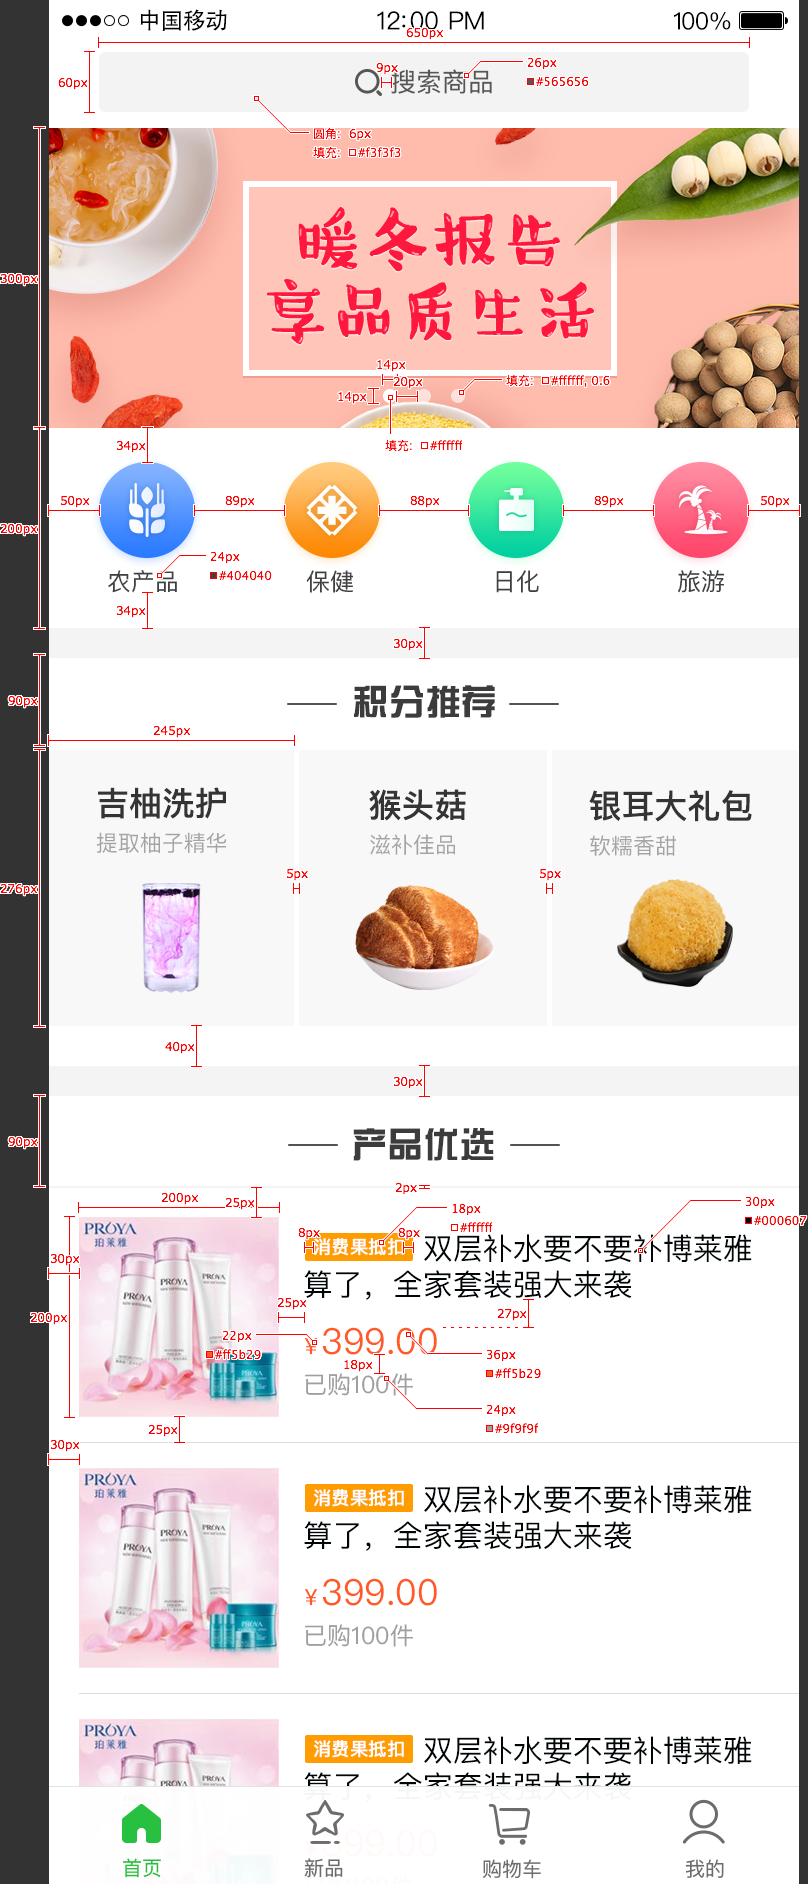 中国移动 12:00 PM 100%
650px
60px
9px
搜索商品
26px
#565656
圆角: 6px
填充: #f3f3f3
暖冬报告
享品质生活
300px
14px
14px
20px
填充: #ffffff, 0.6
填充: #ffffff
34px
50px 89px 88px 89px 50px
200px
24px
#404040
农产品 保健 日化 旅游
34px
30px
90px
积分推荐
245px
吉柚洗护 猴头菇 银耳大礼包
提取柚子精华 滋补佳品 软糯香甜
5px 5px
276px
40px
30px
90px
产品优选
2px
200px
25px
18px
#ffffff
30px
#000607
PROYA
珀莱雅
8px 8px
消费果抵扣 双层补水要不要补博莱雅
算了，全家套装强大来袭
30px
25px
27px
200px
22px
#ff5b29
¥399.00
36px
#ff5b29
18px
已购100件
24px
#9f9f9f
25px
30px
PROYA
珀莱雅
消费果抵扣 双层补水要不要补博莱雅
算了，全家套装强大来袭
¥399.00
已购100件
PROYA
珀莱雅
消费果抵扣 双层补水要不要补博莱雅
算了，全家套装强大来袭
首页 新品 购物车 我的